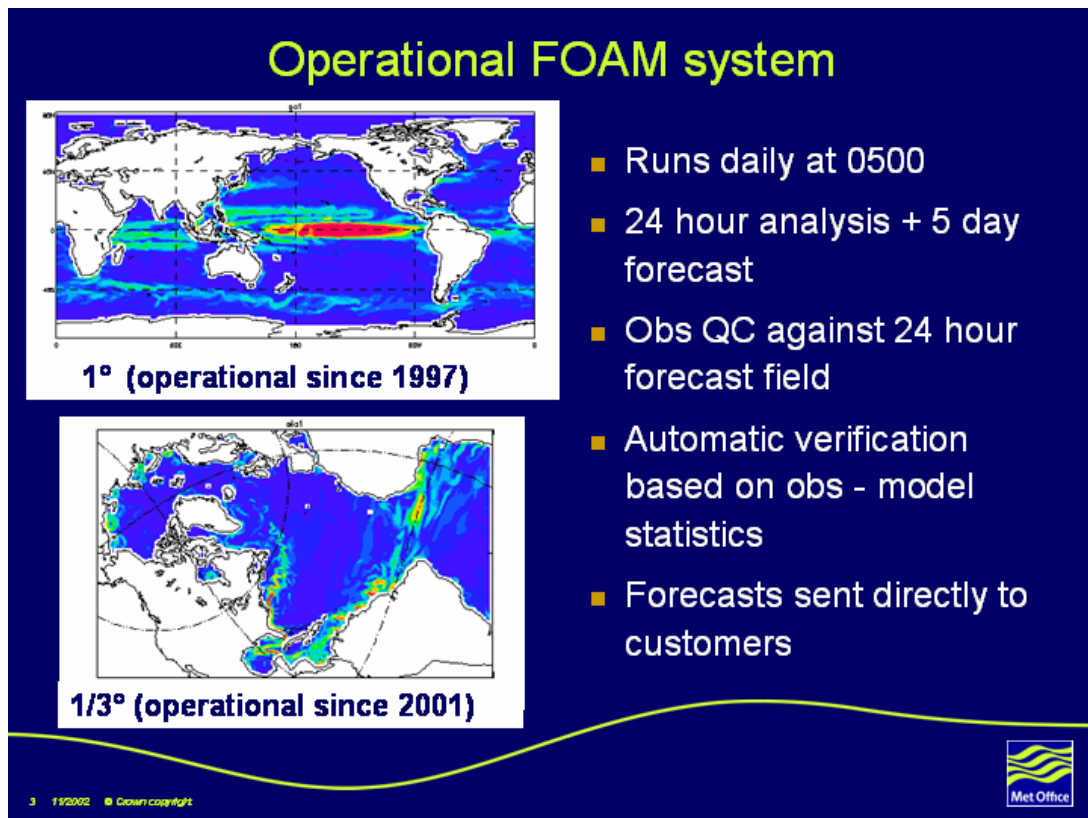 Operational FOAM system
1° (operational since 1997)
1/3° (operational since 2001)
Runs daily at 0500
24 hour analysis + 5 day
forecast
Obs QC against 24 hour
forecast field
Automatic verification
based on obs - model
statistics
Forecasts sent directly to
customers
3 11/2002 © Crown copyright
Met Office